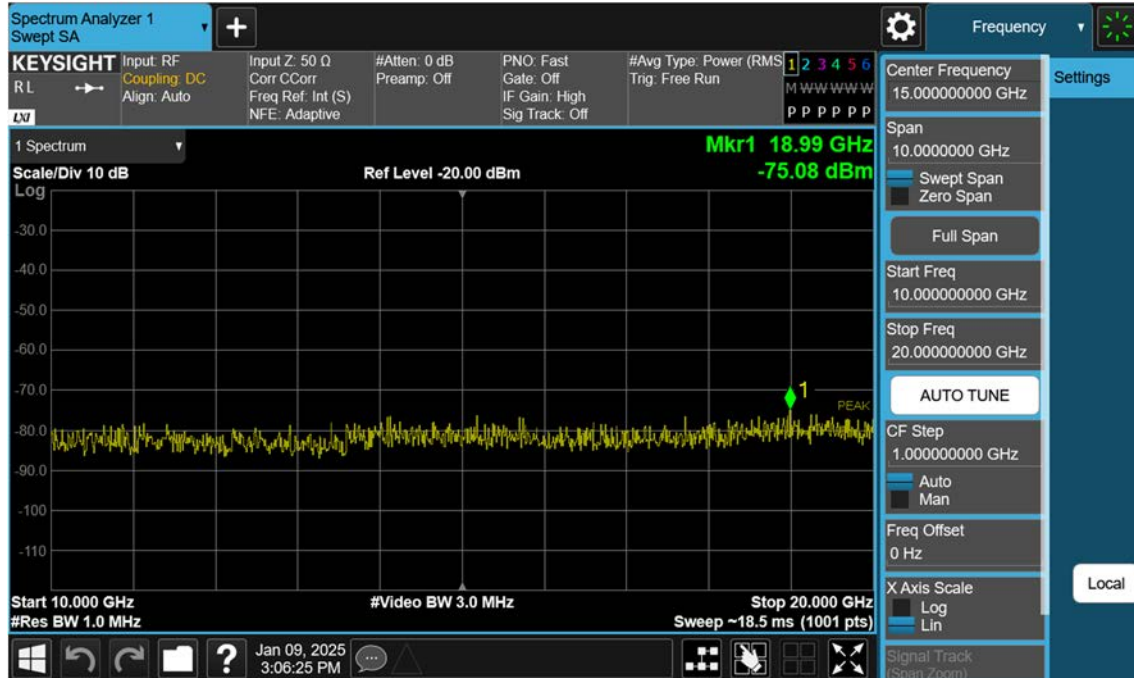 Spectrum Analyzer 1
Swept SA
Frequency
KEYSIGHT
R L
LXI
Input: RF
Coupling: DC
Align: Auto
Input Z: 50 Ω
Corr CCorr
Freq Ref: Int (S)
NFE: Adaptive
#Atten: 0 dB
Preamp: Off
PNO: Fast
Gate: Off
IF Gain: High
Sig Track: Off
#Avg Type: Power (RMS
Trig: Free Run
1 2 3 4 5 6
M W W W W W
P P P P P P
1 Spectrum
Mkr1 18.99 GHz
-75.08 dBm
Scale/Div 10 dB
Ref Level -20.00 dBm
Log
-30.0
-40.0
-50.0
-60.0
-70.0
-80.0
-90.0
-100
-110
1
PEAK
Start 10.000 GHz
#Res BW 1.0 MHz
#Video BW 3.0 MHz
Stop 20.000 GHz
Sweep ~18.5 ms (1001 pts)
Jan 09, 2025
3:06:25 PM
Center Frequency
15.000000000 GHz
Span
10.0000000 GHz
Swept Span
Zero Span
Full Span
Start Freq
10.000000000 GHz
Stop Freq
20.000000000 GHz
AUTO TUNE
CF Step
1.000000000 GHz
Auto
Man
Freq Offset
0 Hz
X Axis Scale
Log
Lin
Signal Track
(Span Zoom)
Settings
Local